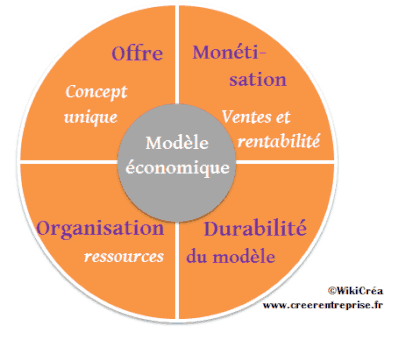 Offre
Concept
unique
Monéti-
sation
Ventes et
rentabilité
Modèle
économique
Organisation
ressources
Durabilité
du modèle
©WikiCréa
www.creerentreprise.fr